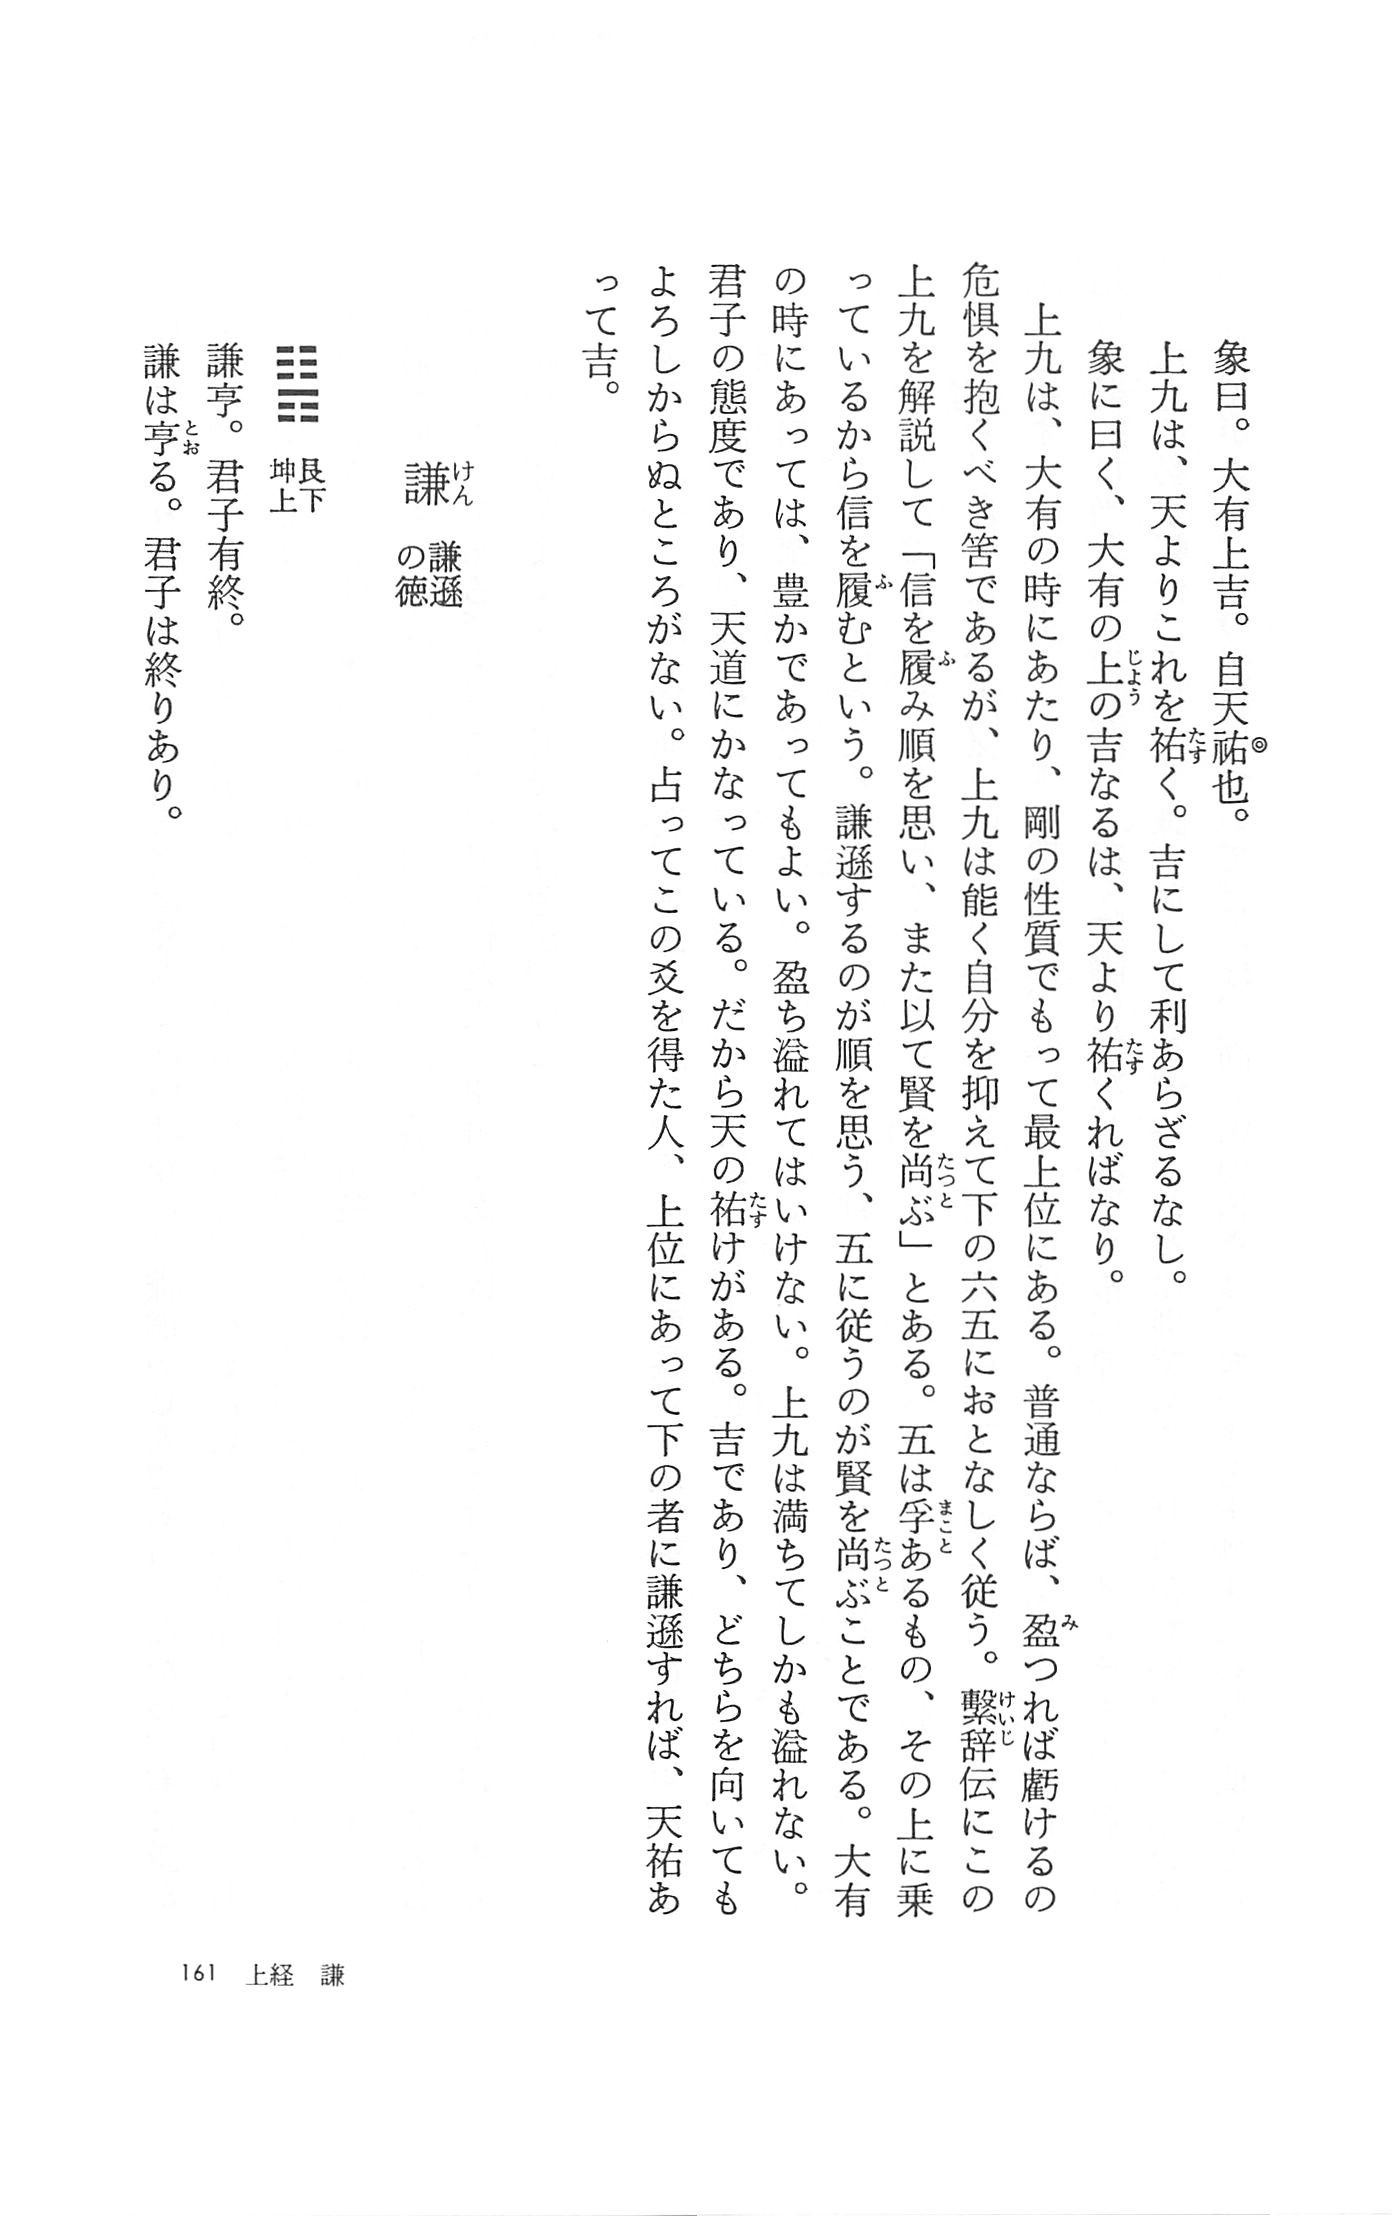 象曰。大有上吉。自天祐也。
上九は、天よりこれを祐く。吉にして利あらざるなし。
象に曰く、大有の上の吉なるは、天より祐くればなり。
上九は、大有の時にあたり、剛の性質でもって最上位にある。普通ならば、盈つれば虧けるの
危惧を抱くべき筈であるが、上九は能く自分を抑えて下の六五におとなしく従う。繫辞伝にこの
上九を解説して「信を履み順を思い、また以て賢を尚ぶ」とある。五は孚あるもの、その上に乗
っているから信を履むという。謙遜するのが順を思う、五に従うのが賢を尚ぶことである。大有
の時にあっては、豊かであってもよい。盈ち溢れてはいけない。上九は満ちてしかも溢れない。
君子の態度であり、天道にかなっている。だから天の祐けがある。吉であり、どちらを向いても
よろしからぬところがない。占ってこの爻を得た人、上位にあって下の者に謙遜すれば、天祐あ
って吉。
謙 けん 謙遜の徳
䷎ 艮下坤上
謙亨。君子有終。
謙は亨る。君子は終りあり。
161 上経 謙